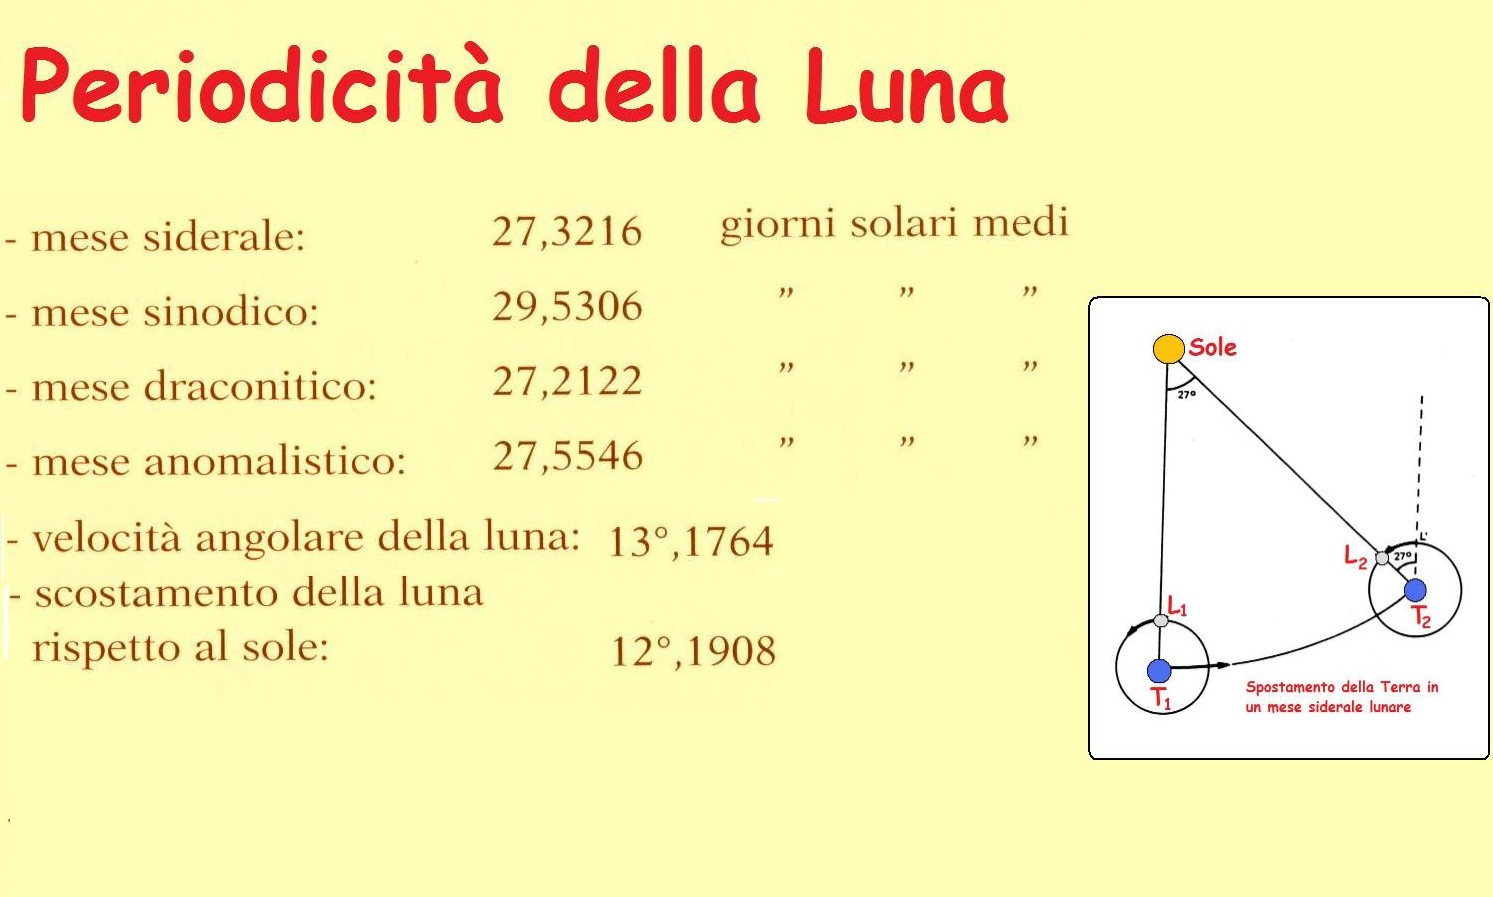 Periodicità della Luna
- mese siderale: 27,3216 giorni solari medi
- mese sinodico: 29,5306 ” ” ”
- mese draconitico: 27,2122 ” ” ”
- mese anomalistico: 27,5546 ” ” ”
- velocità angolare della luna: 13°,1764
- scostamento della luna
rispetto al sole: 12°,1908
Sole
27º
L'
L2
27º
L1
T2
T1
Spostamento della Terra in
un mese siderale lunare